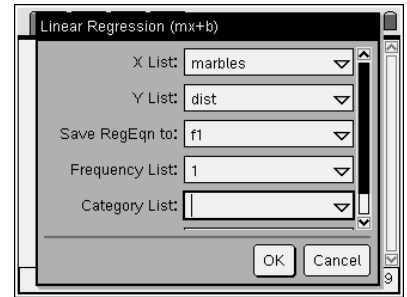 Linear Regression (mx+b)
X List: marbles
Y List: dist
Save RegEqn to: f1
Frequency List: 1
Category List:
OK Cancel
9